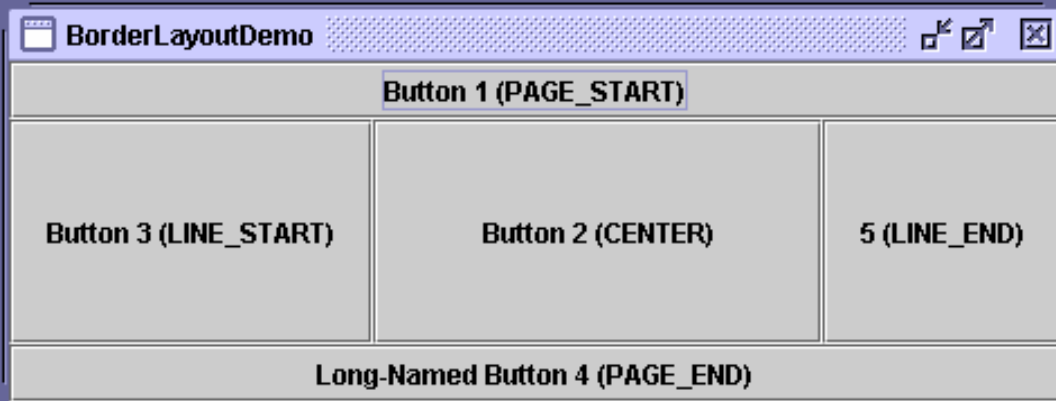 BorderLayoutDemo
Button 1 (PAGE_START)
Button 3 (LINE_START)
Button 2 (CENTER)
5 (LINE_END)
Long-Named Button 4 (PAGE_END)